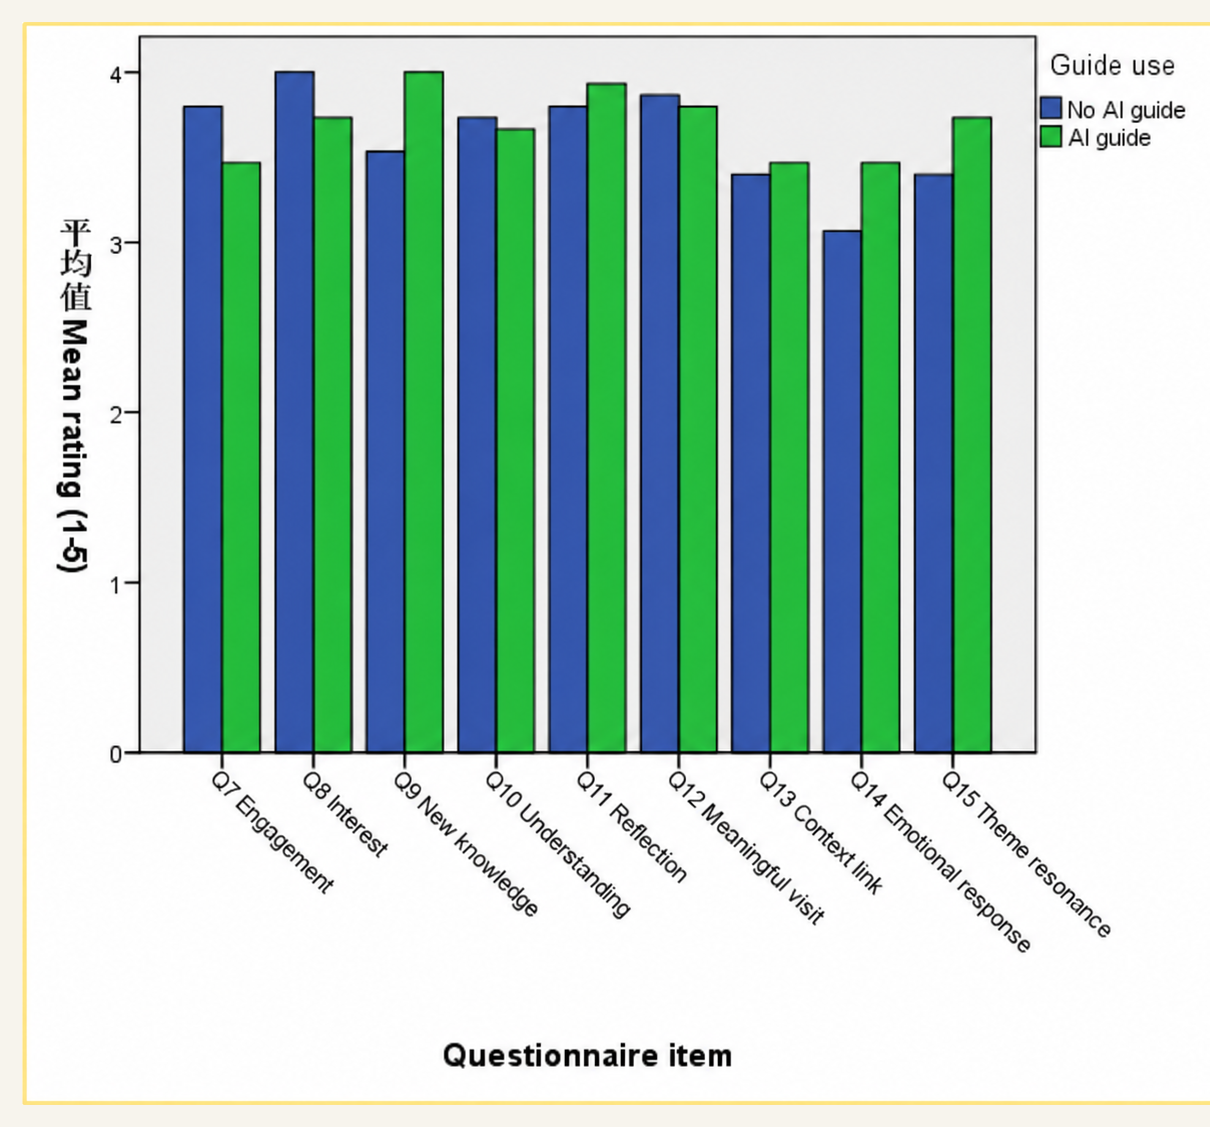 Guide use
No AI guide
AI guide
平均值 Mean rating (1-5)
4
3
2
1
0
Q7 Engagement
Q8 Interest
Q9 New knowledge
Q10 Understanding
Q11 Reflection
Q12 Meaningful visit
Q13 Context link
Q14 Emotional response
Q15 Theme resonance
Questionnaire item